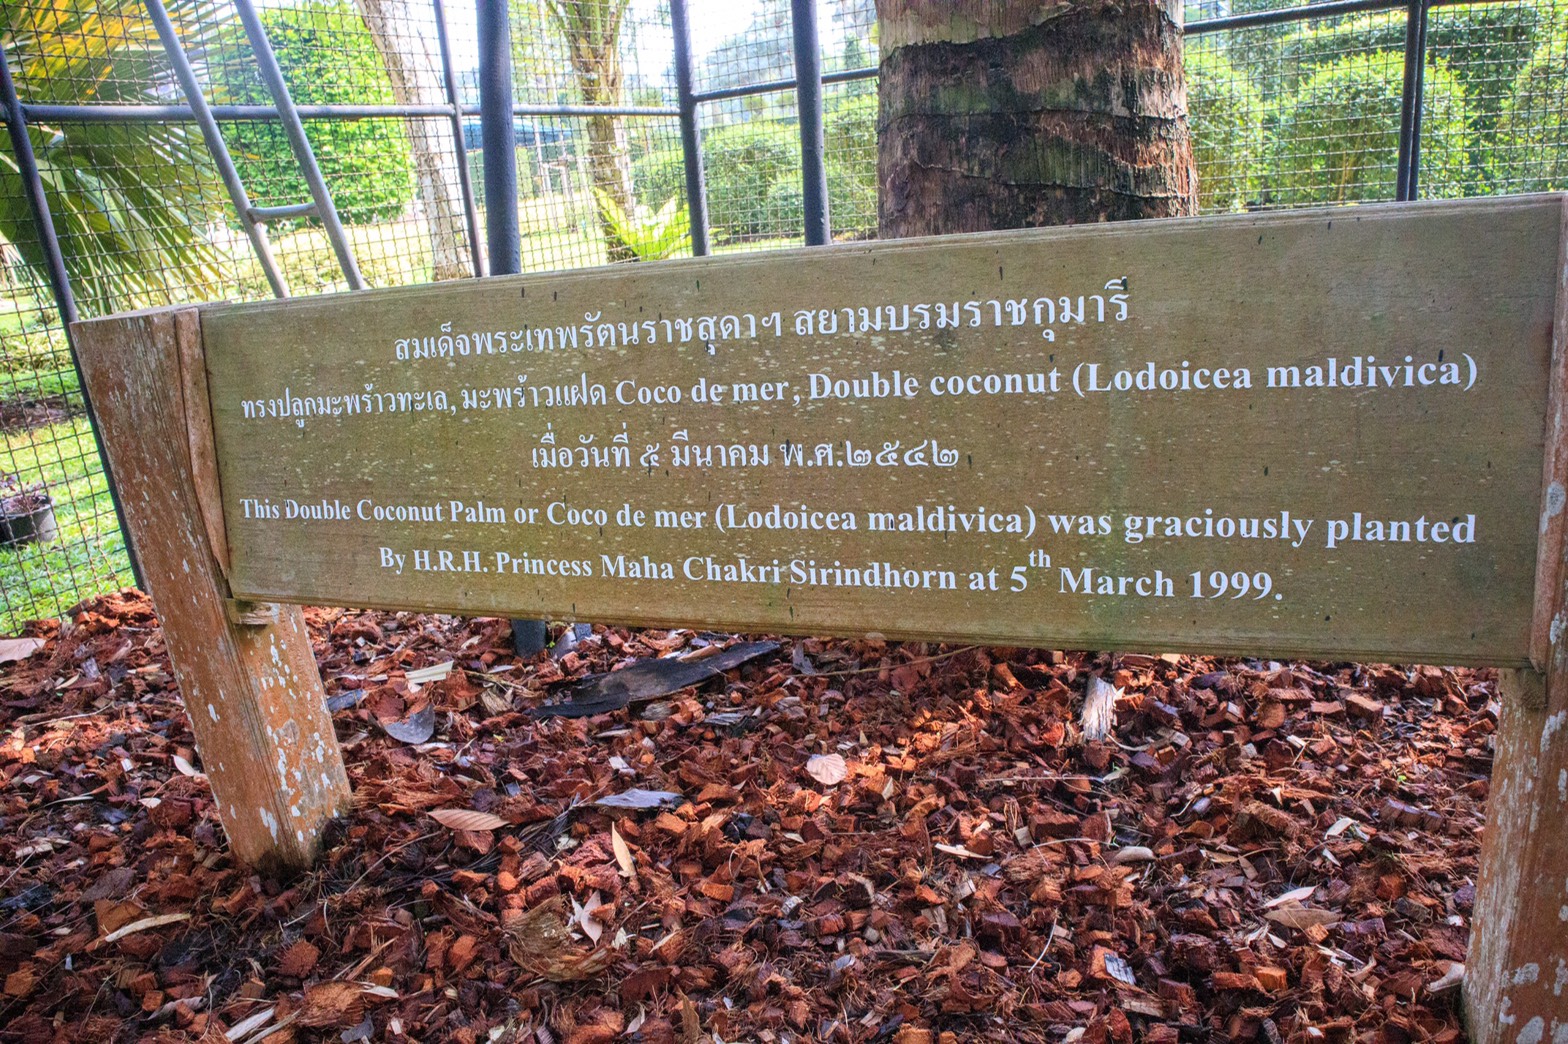 สมเด็จพระเทพรัตนราชสุดาฯ สยามบรมราชกุมารี
ทรงปลูกมะพร้าวทะเล, มะพร้าวแฝด Coco de mer, Double coconut (Lodoicea maldivica)
เมื่อวันที่ ๕ มีนาคม พ.ศ.๒๕๔๒
This Double Coconut Palm or Coco de mer (Lodoicea maldivica) was graciously planted
By H.R.H. Princess Maha Chakri Sirindhorn at 5th March 1999.